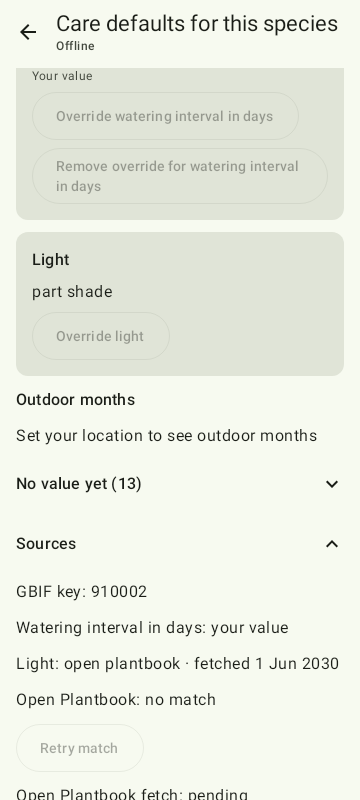 Care defaults for this species
Offline
Your value
Override watering interval in days
Remove override for watering interval
in days
Light
part shade
Override light
Outdoor months
Set your location to see outdoor months
No value yet (13)
Sources
GBIF key: 910002
Watering interval in days: your value
Light: open plantbook · fetched 1 Jun 2030
Open Plantbook: no match
Retry match
Open Plantbook fetch: pending